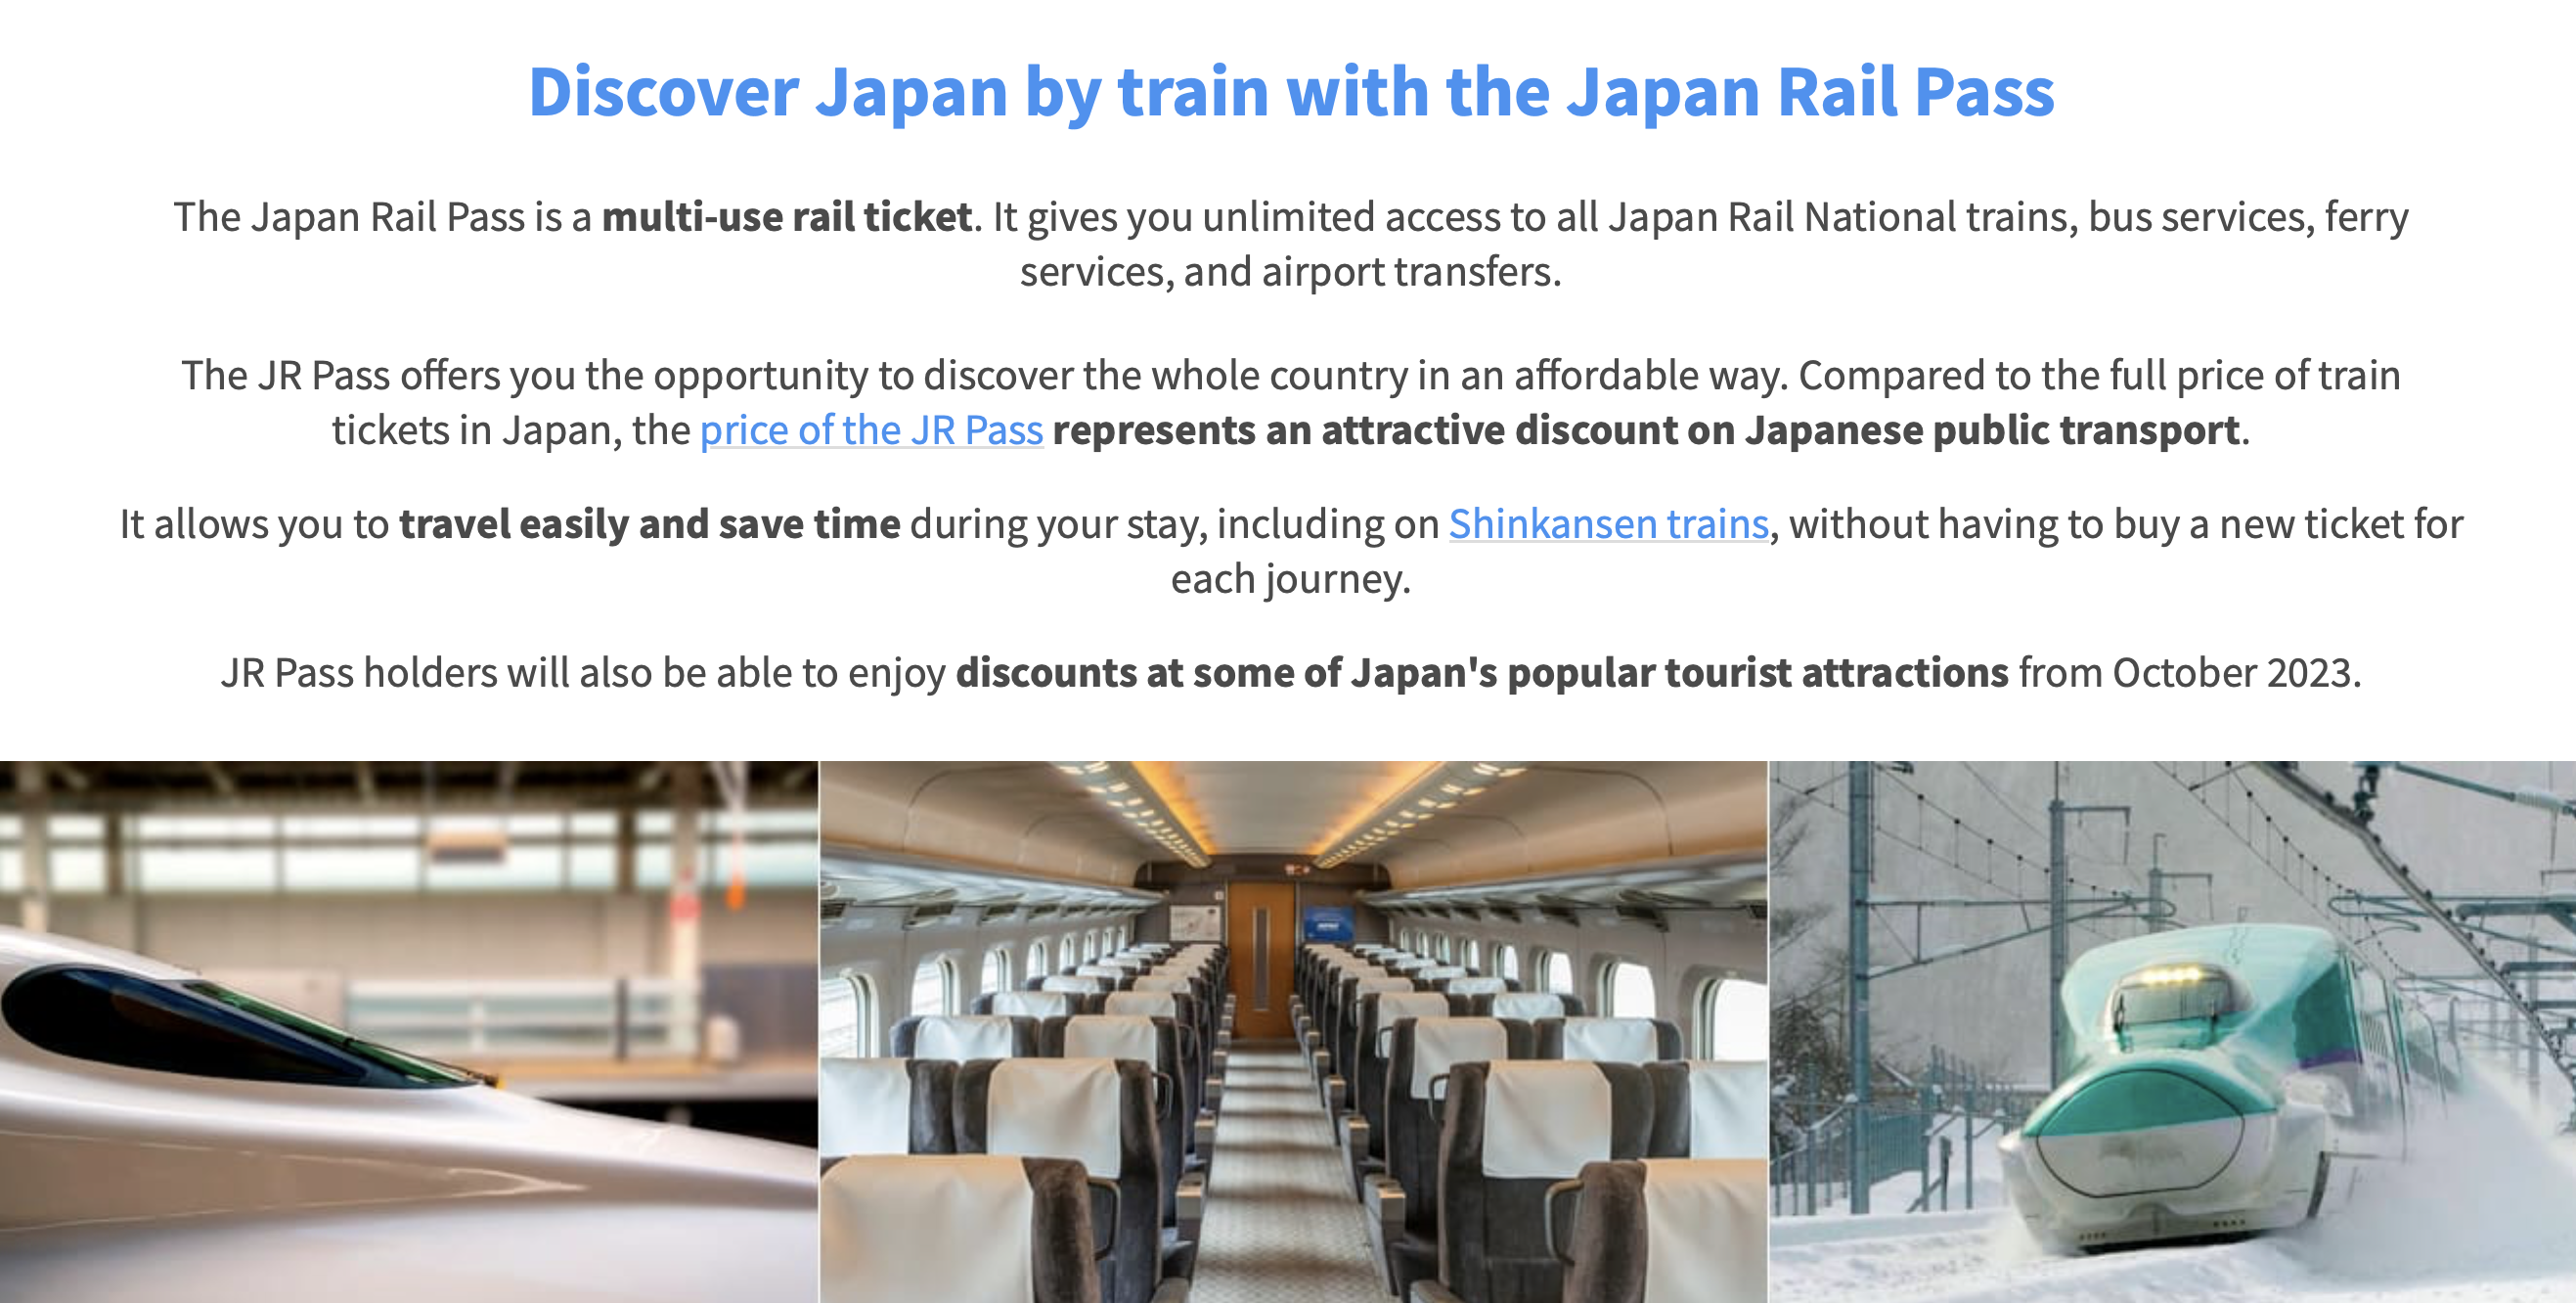 Discover Japan by train with the Japan Rail Pass
The Japan Rail Pass is a multi-use rail ticket. It gives you unlimited access to all Japan Rail National trains, bus services, ferry
services, and airport transfers.
The JR Pass offers you the opportunity to discover the whole country in an affordable way. Compared to the full price of train
tickets in Japan, the price of the JR Pass represents an attractive discount on Japanese public transport.
It allows you to travel easily and save time during your stay, including on Shinkansen trains, without having to buy a new ticket for
each journey.
JR Pass holders will also be able to enjoy discounts at some of Japan's popular tourist attractions from October 2023.